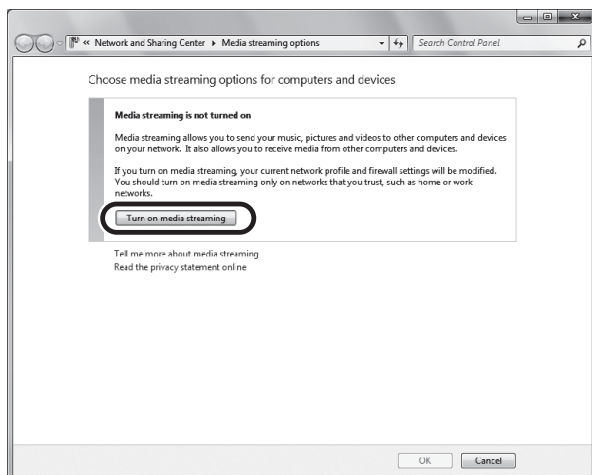 « Network and Sharing Center ▸ Media streaming options
Search Control Panel
Choose media streaming options for computers and devices
Media streaming is not turned on
Media streaming allows you to send your music, pictures and videos to other computers and devices
on your network. It also allows you to receive media from other computers and devices.
If you turn on media streaming, your current network profile and firewall settings will be modified.
You should turn on media streaming only on networks that you trust, such as home or work
networks.
Turn on media streaming
Tell me more about media streaming
Read the privacy statement online
OK
Cancel